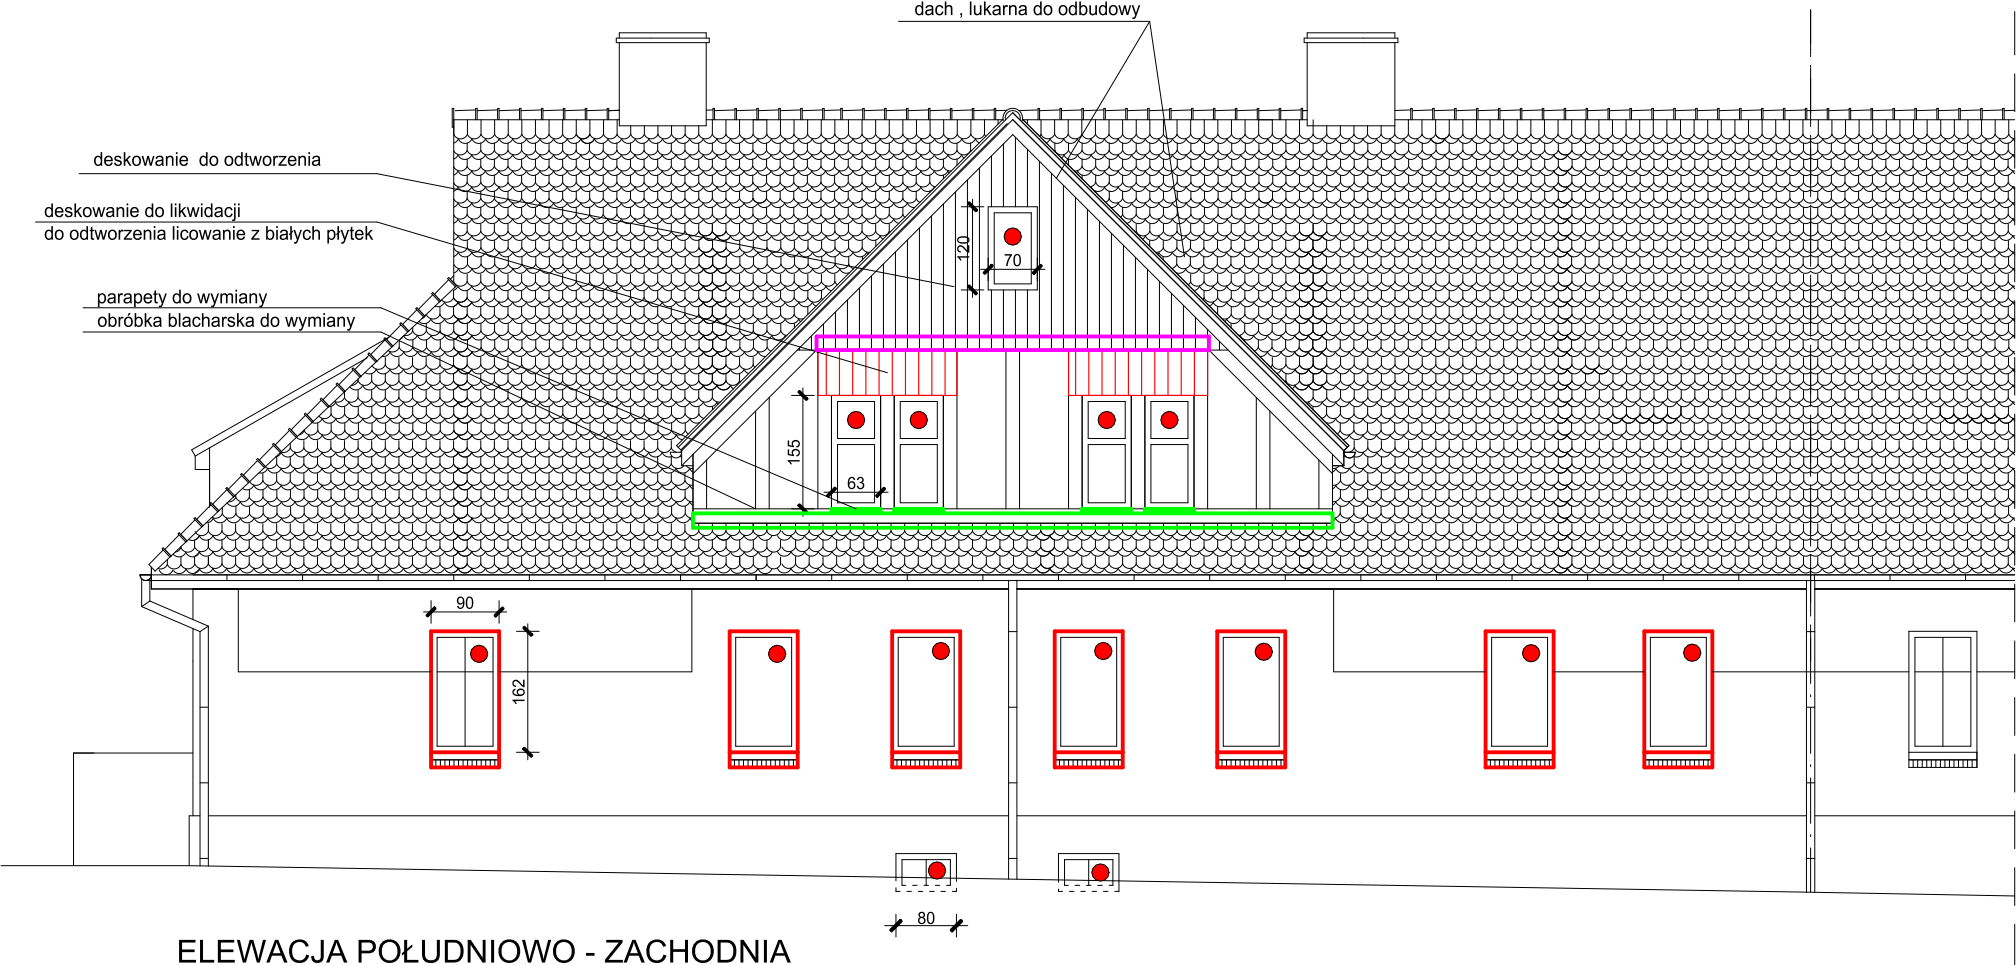 dach , lukarna do odbudowy
deskowanie do odtworzenia
deskowanie do likwidacji
do odtworzenia licowanie z białych płytek
120
70
parapety do wymiany
obróbka blacharska do wymiany
155
63
90
162
80
ELEWACJA POŁUDNIOWO - ZACHODNIA